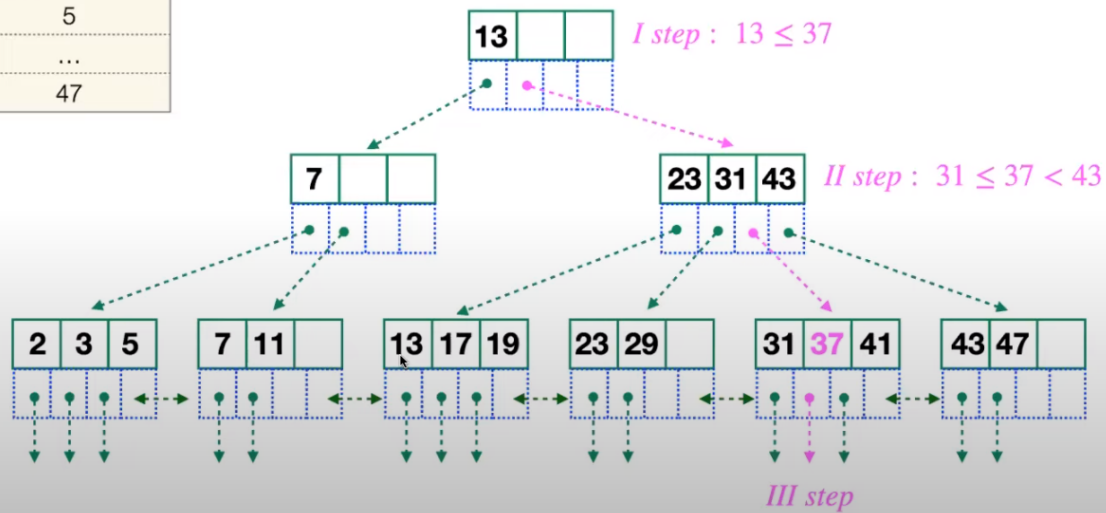 5
...
47
13
I step : 13 ≤ 37
7
23 31 43
II step : 31 ≤ 37 < 43
2 3 5
7 11
13 17 19
23 29
31 37 41
43 47
III step